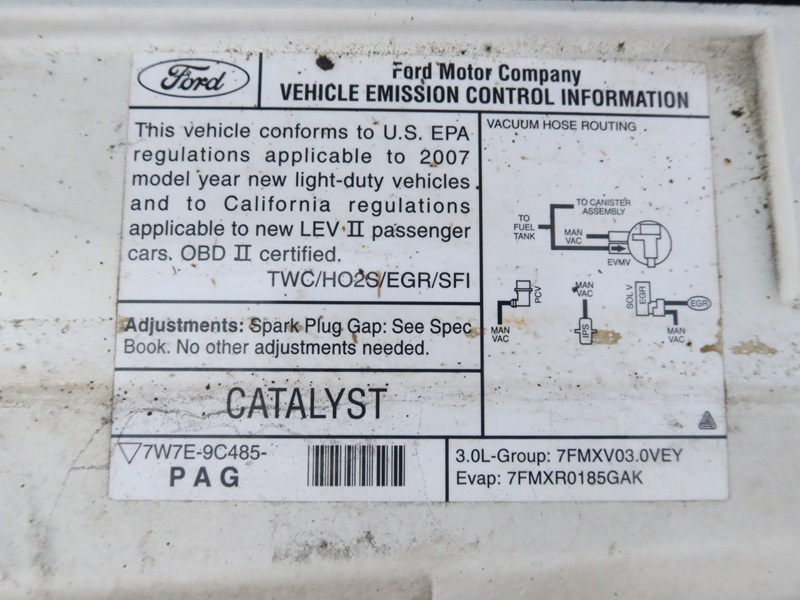 Ford
Ford Motor Company
VEHICLE EMISSION CONTROL INFORMATION
This vehicle conforms to U.S. EPA
regulations applicable to 2007
model year new light-duty vehicles
and to California regulations
applicable to new LEV II passenger
cars. OBD II certified.
TWC/HO2S/EGR/SFI
Adjustments: Spark Plug Gap: See Spec
Book. No other adjustments needed.
CATALYST
7W7E-9C485-
PAG
VACUUM HOSE ROUTING
TO CANISTER
ASSEMBLY
TO
FUEL
TANK
MAN
VAC
EVMV
PCV
MAN
VAC
MAN
VAC
IPS
SOL V
EGR
EGR
MAN
VAC
3.0L-Group: 7FMXV03.0VEY
Evap: 7FMXR0185GAK